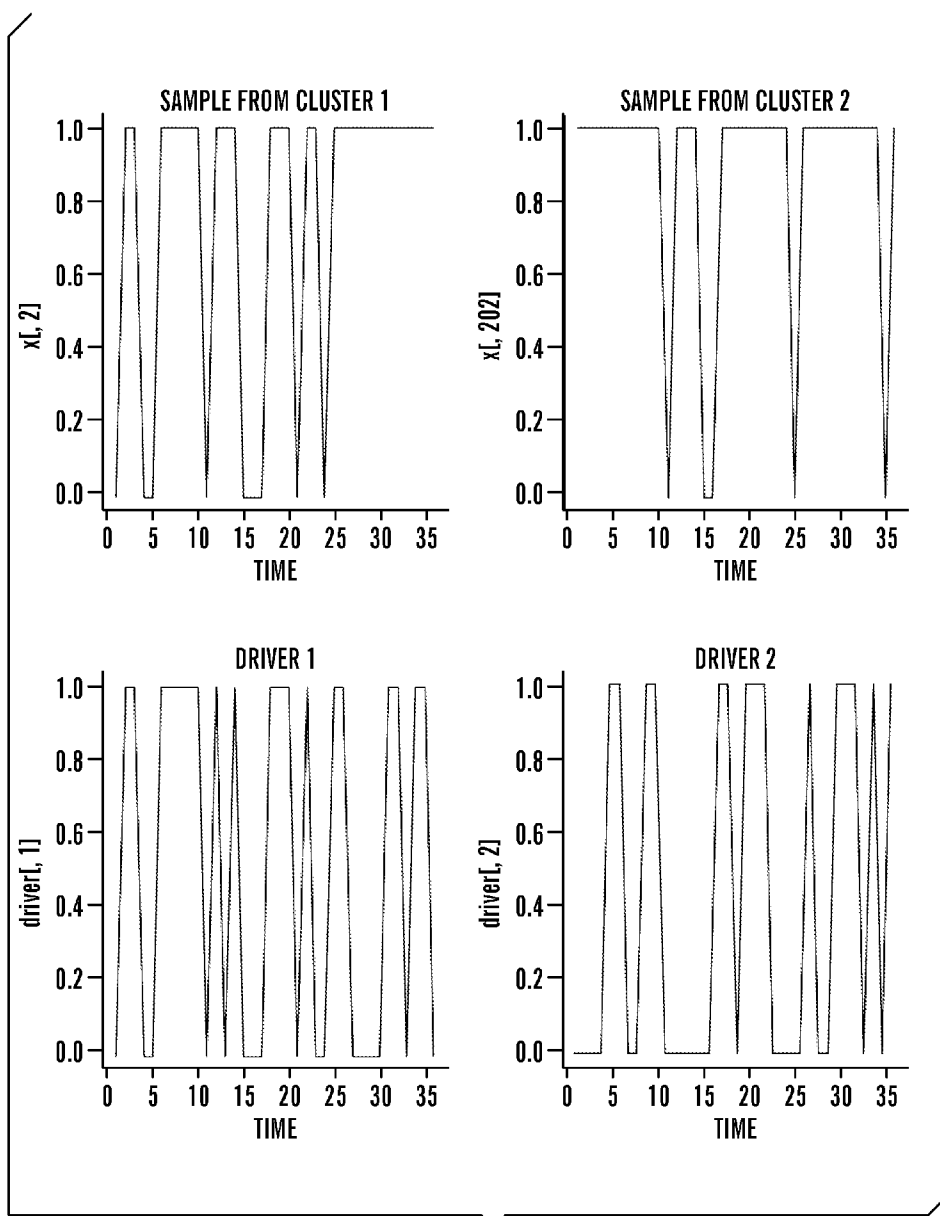 SAMPLE FROM CLUSTER 1
x[, 2]
1.0
0.8
0.6
0.4
0.2
0.0
0 5 10 15 20 25 30 35
TIME
SAMPLE FROM CLUSTER 2
x[, 202]
1.0
0.8
0.6
0.4
0.2
0.0
0 5 10 15 20 25 30 35
TIME
DRIVER 1
driver[, 1]
1.0
0.8
0.6
0.4
0.2
0.0
0 5 10 15 20 25 30 35
TIME
DRIVER 2
driver[, 2]
1.0
0.8
0.6
0.4
0.2
0.0
0 5 10 15 20 25 30 35
TIME